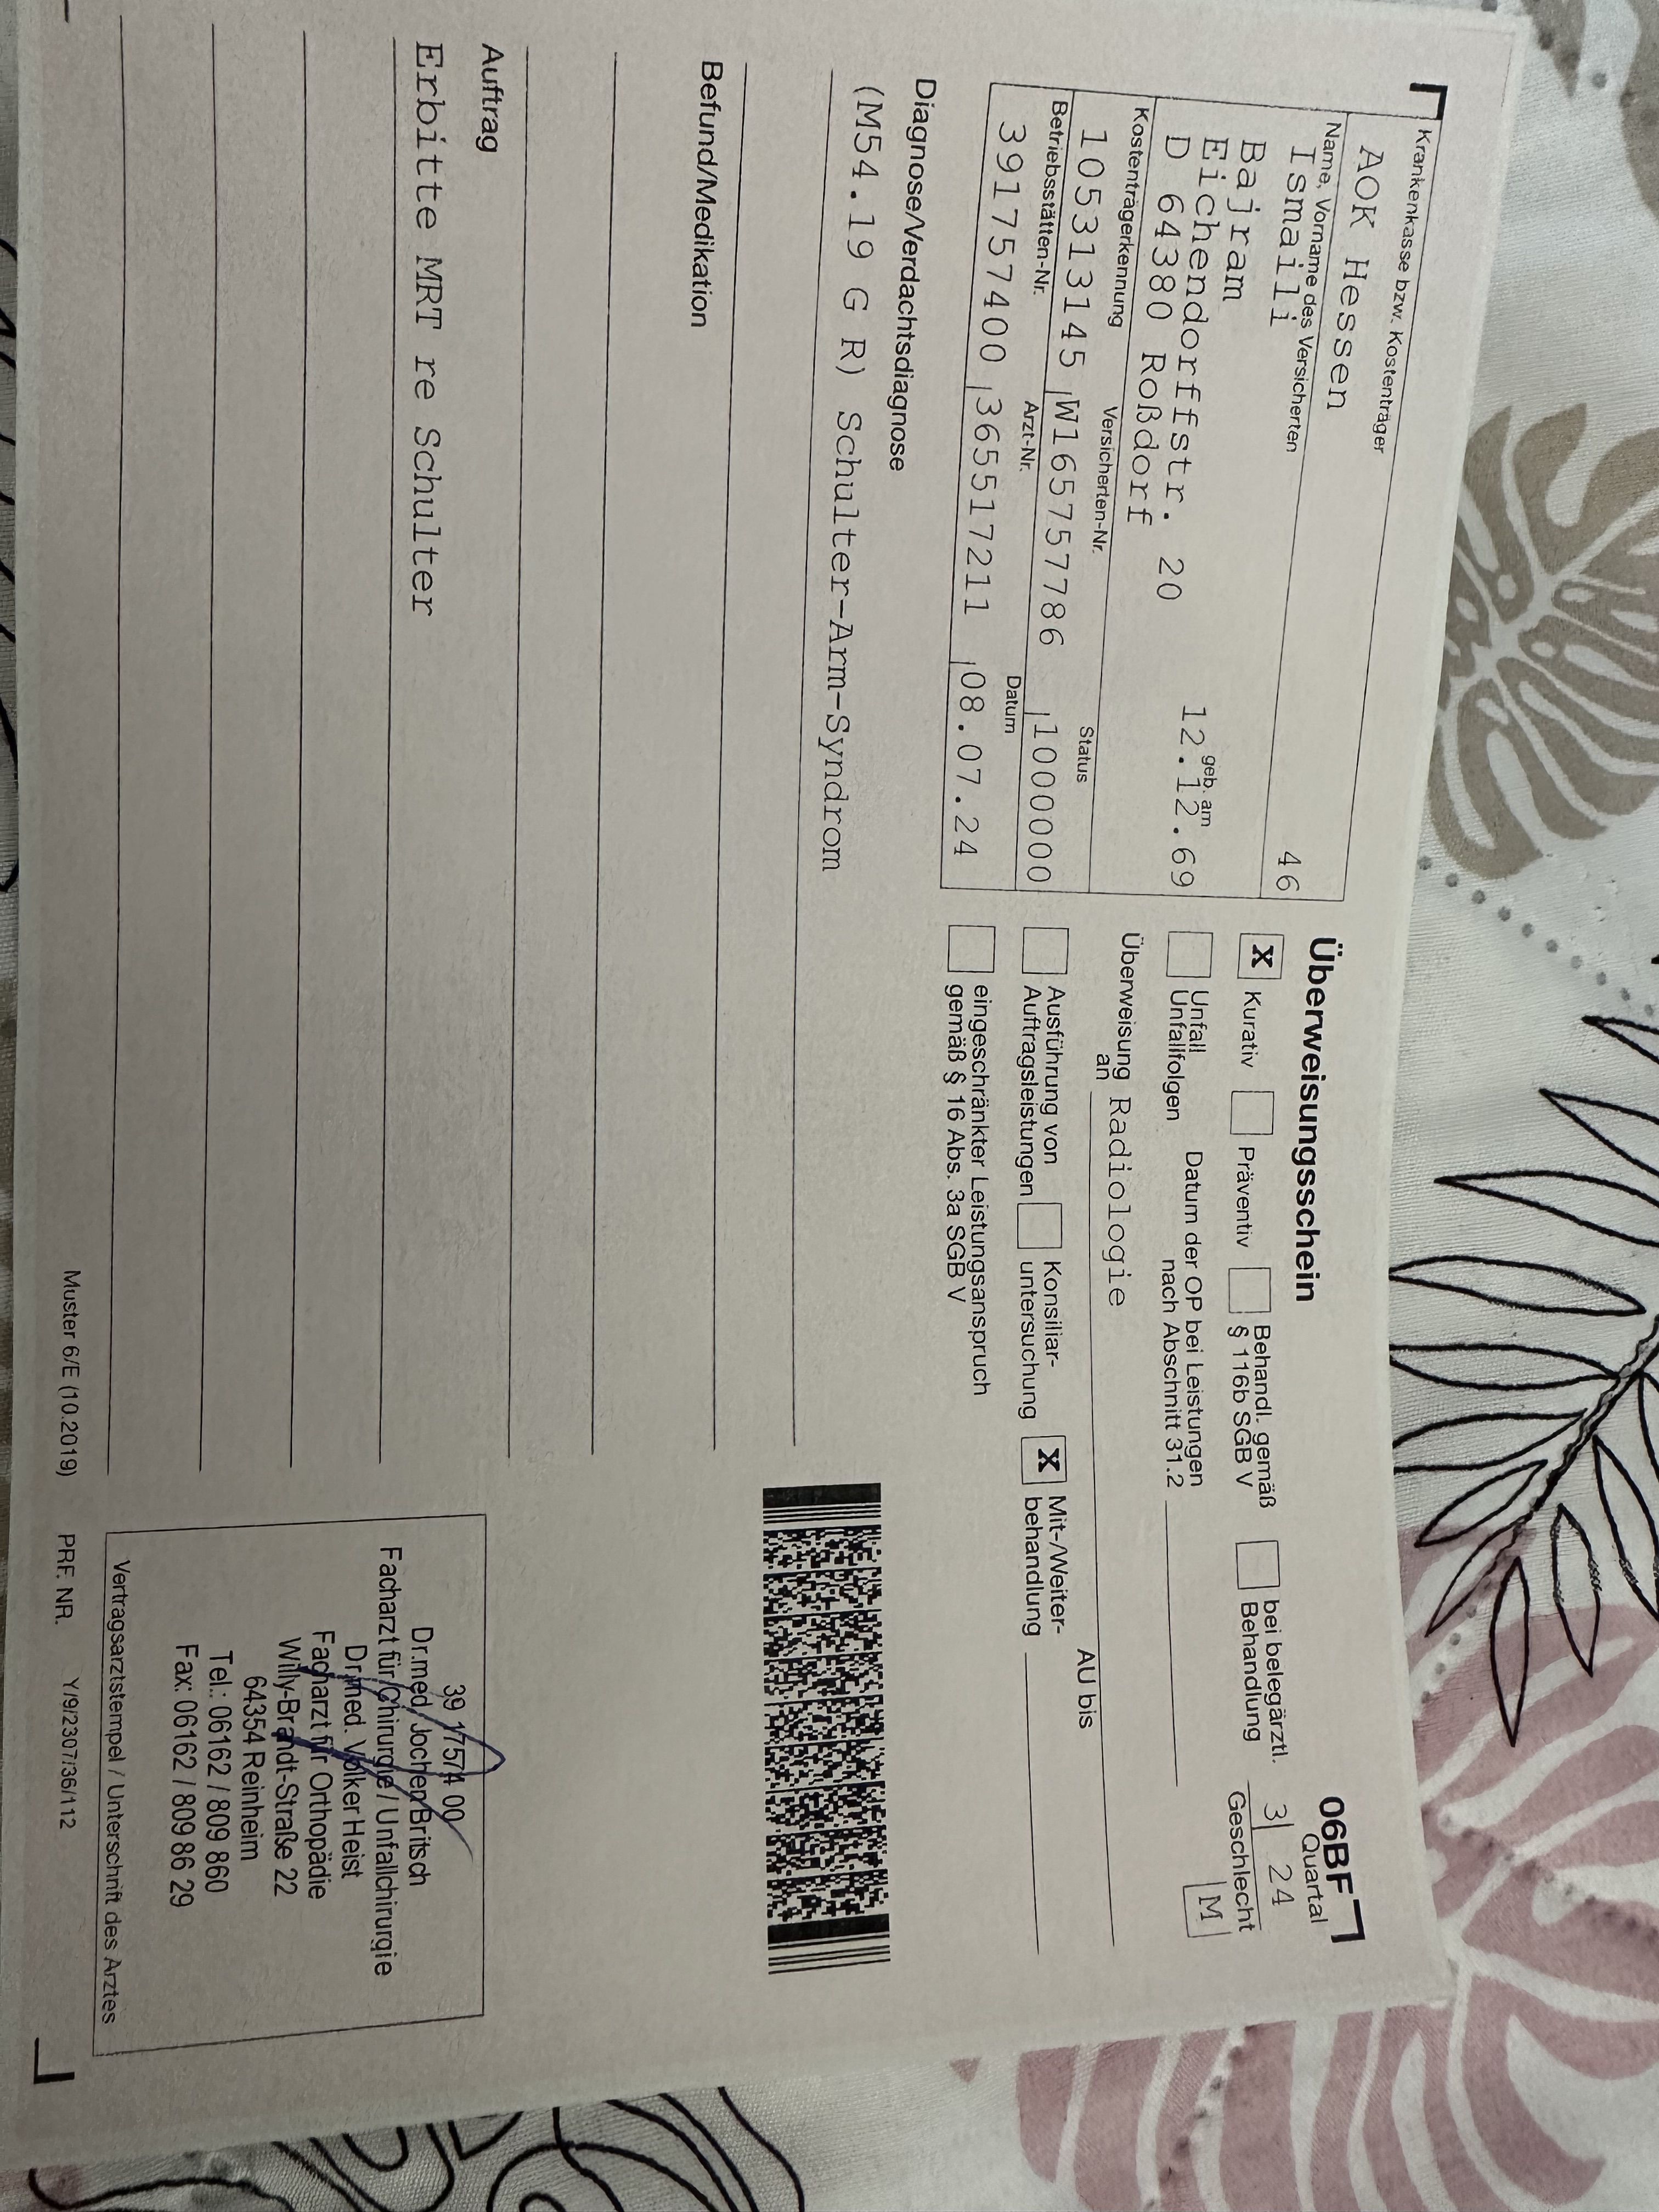 Krankenkasse bzw. Kostenträger
AOK Hessen
46
Name, Vorname des Versicherten
Ismaili
Bajram
geb. am
12.12.69
Eichendorffstr. 20
D 64380 Roßdorf
Kostenträgerkennung Versicherten-Nr. Status
105313145 W165757786 1000000
Betriebsstätten-Nr. Arzt-Nr. Datum
391757400 365517211 08.07.24
Überweisungsschein
06BF
Quartal
3 24
Geschlecht
M
X Kurativ
Präventiv
Behandl. gemäß
§ 116b SGB V
bei belegärztl.
Behandlung
Unfall
Unfallfolgen
Datum der OP bei Leistungen
nach Abschnitt 31.2
Überweisung
an
Radiologie
AU bis
Ausführung von
Auftragsleistungen
Konsiliar-
untersuchung
X Mit-/Weiter-
behandlung
eingeschränkter Leistungsanspruch
gemäß § 16 Abs. 3a SGB V
Diagnose/Verdachtsdiagnose
(M54.19 G R) Schulter-Arm-Syndrom
Befund/Medikation
Auftrag
Erbitte MRT re Schulter
39 17574 00
Dr.med. Jochen Britsch
Facharzt für Chirurgie / Unfallchirurgie
Dr.med. Volker Heist
Facharzt für Orthopädie
Willy-Brandt-Straße 22
64354 Reinheim
Tel.: 06162 / 809 860
Fax: 06162 / 809 86 29
Vertragsarztstempel / Unterschrift des Arztes
Muster 6/E (10.2019) PRF. NR. Y/9/2307/36/112